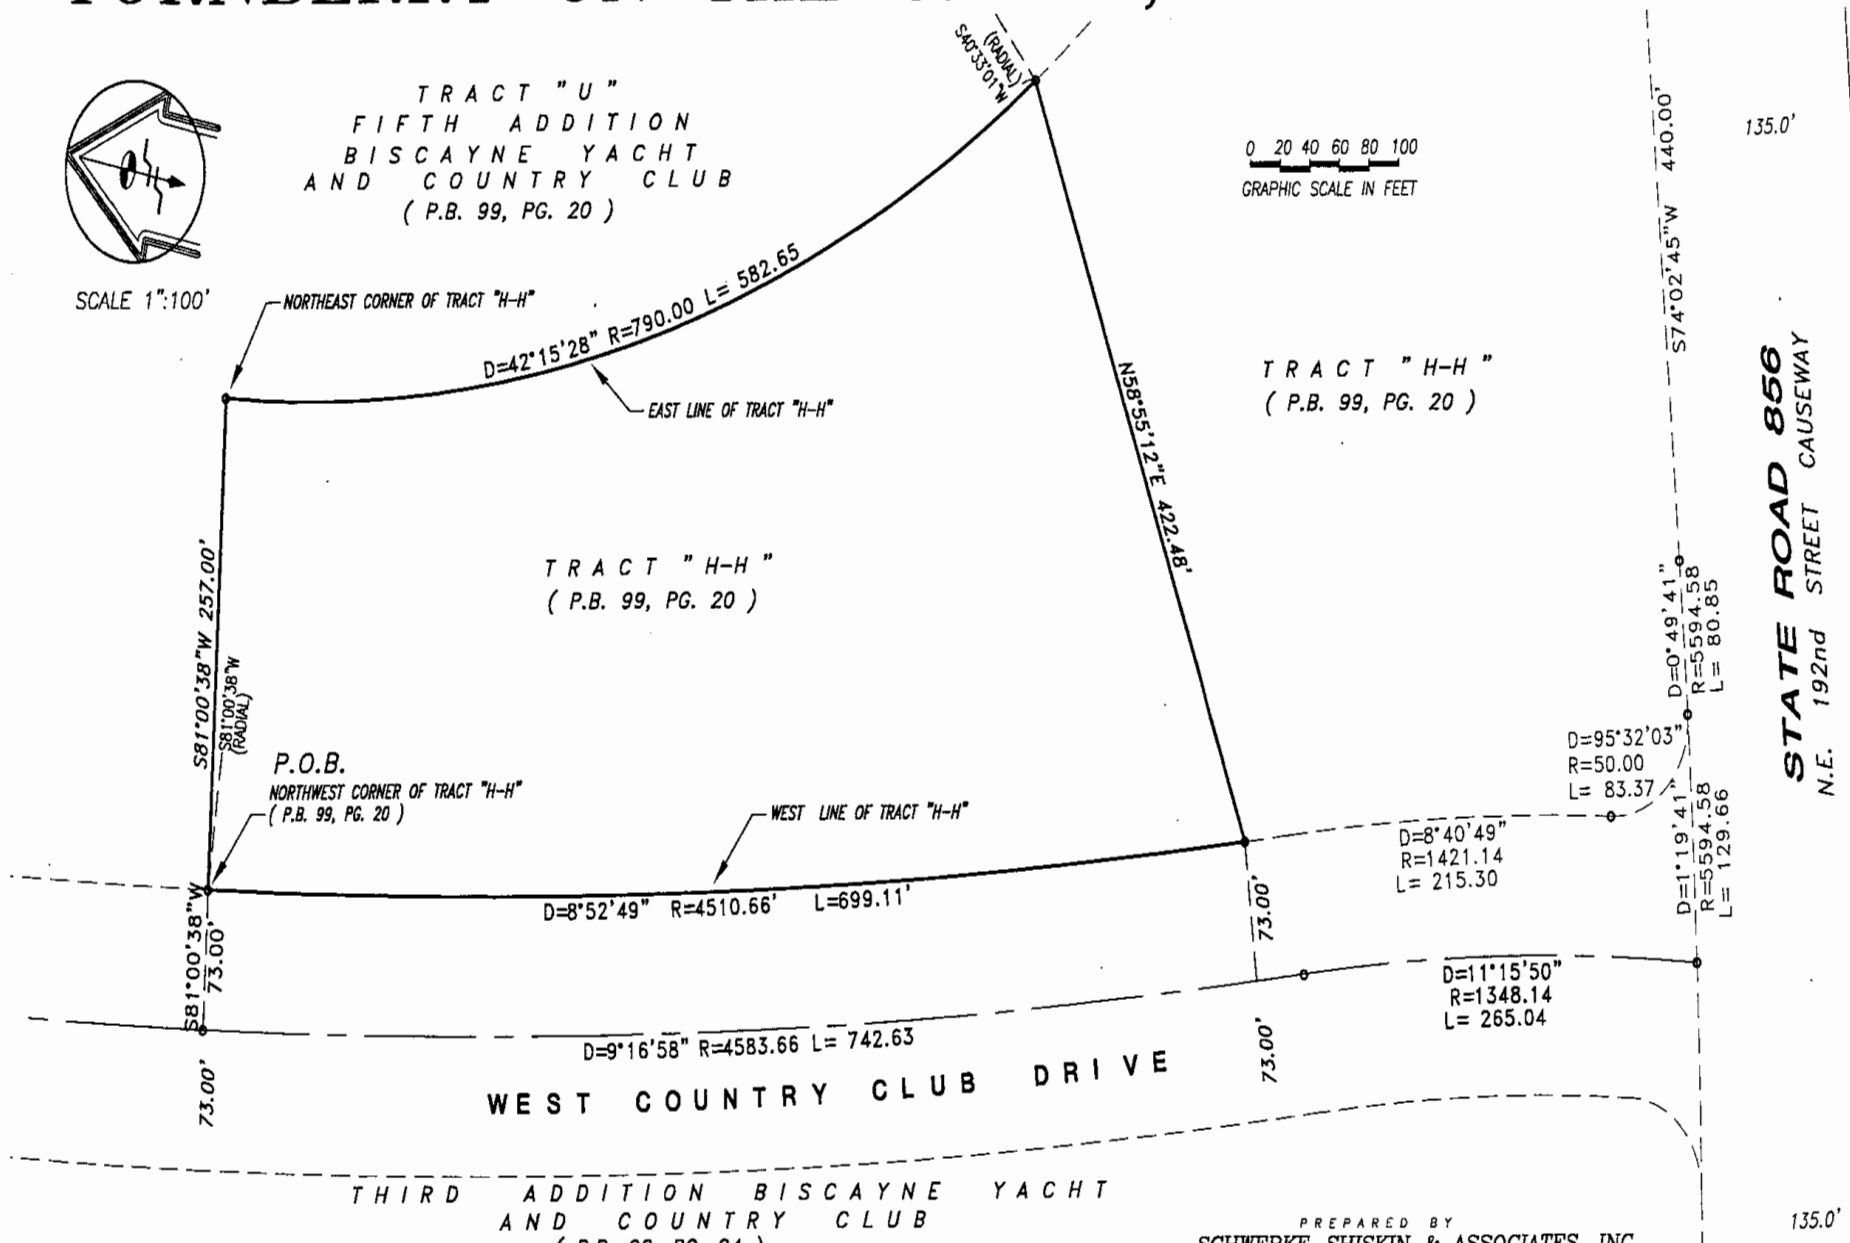 S40°33'01"W
(RADIAL)
TRACT "U"
FIFTH ADDITION
BISCAYNE YACHT
AND COUNTRY CLUB
( P.B. 99, PG. 20 )
SCALE 1":100'
0 20 40 60 80 100
GRAPHIC SCALE IN FEET
135.0'
S74°02'45"W 440.00'
NORTHEAST CORNER OF TRACT "H-H"
D=42°15'28" R=790.00 L= 582.65
EAST LINE OF TRACT "H-H"
N58°55'12"E 422.48'
TRACT "H-H"
( P.B. 99, PG. 20 )
STATE ROAD 856
N.E. 192nd STREET CAUSEWAY
TRACT "H-H"
( P.B. 99, PG. 20 )
S81°00'38"W 257.00'
S81°00'38"W
(RADIAL)
D=0°49'41"
R=5594.58
L= 80.85
P.O.B.
NORTHWEST CORNER OF TRACT "H-H"
( P.B. 99, PG. 20 )
WEST LINE OF TRACT "H-H"
D=95°32'03"
R=50.00
L= 83.37
D=8°40'49"
R=1421.14
L= 215.30
D=1°19'41"
R=5594.58
L= 129.66
D=8°52'49" R=4510.66' L=699.11'
S81°00'38"W
73.00'
73.00'
D=11°15'50"
R=1348.14
L= 265.04
D=9°16'58" R=4583.66 L= 742.63
73.00'
73.00'
WEST COUNTRY CLUB DRIVE
THIRD ADDITION BISCAYNE YACHT
AND COUNTRY CLUB
PREPARED BY
SCHWEBKE SHISKIN & ASSOCIATES, INC.
135.0'